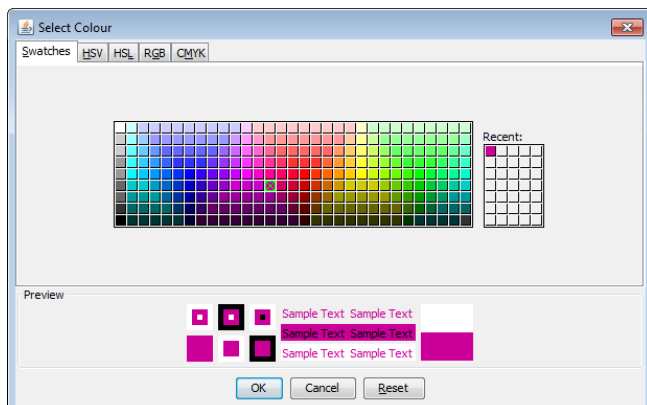 Select Colour
Swatches HSV HSL RGB CMYK
Recent:
Preview
Sample Text Sample Text
Sample Text Sample Text
Sample Text Sample Text
OK Cancel Reset